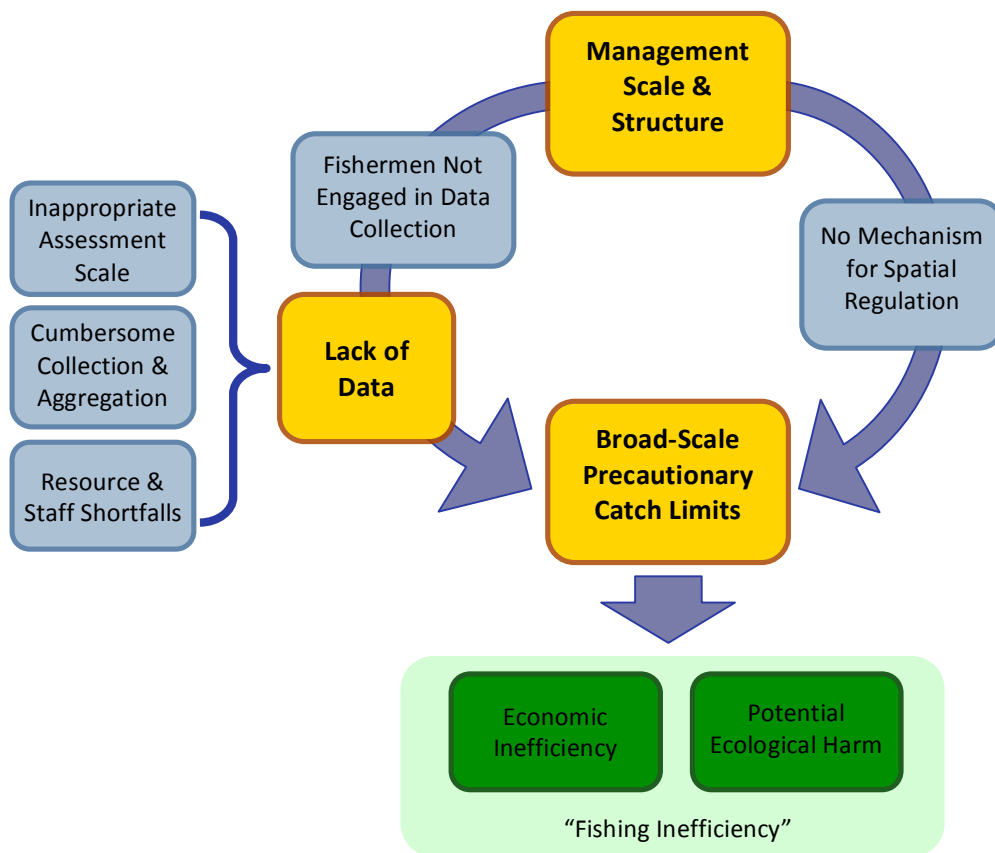 Management
Scale &
Structure
Fishermen Not
Engaged in Data
Collection
Inappropriate
Assessment
Scale
No Mechanism
for Spatial
Regulation
Cumbersome
Collection &
Aggregation
Lack of
Data
Resource &
Staff Shortfalls
Broad-Scale
Precautionary
Catch Limits
Economic
Inefficiency
Potential
Ecological Harm
“Fishing Inefficiency”